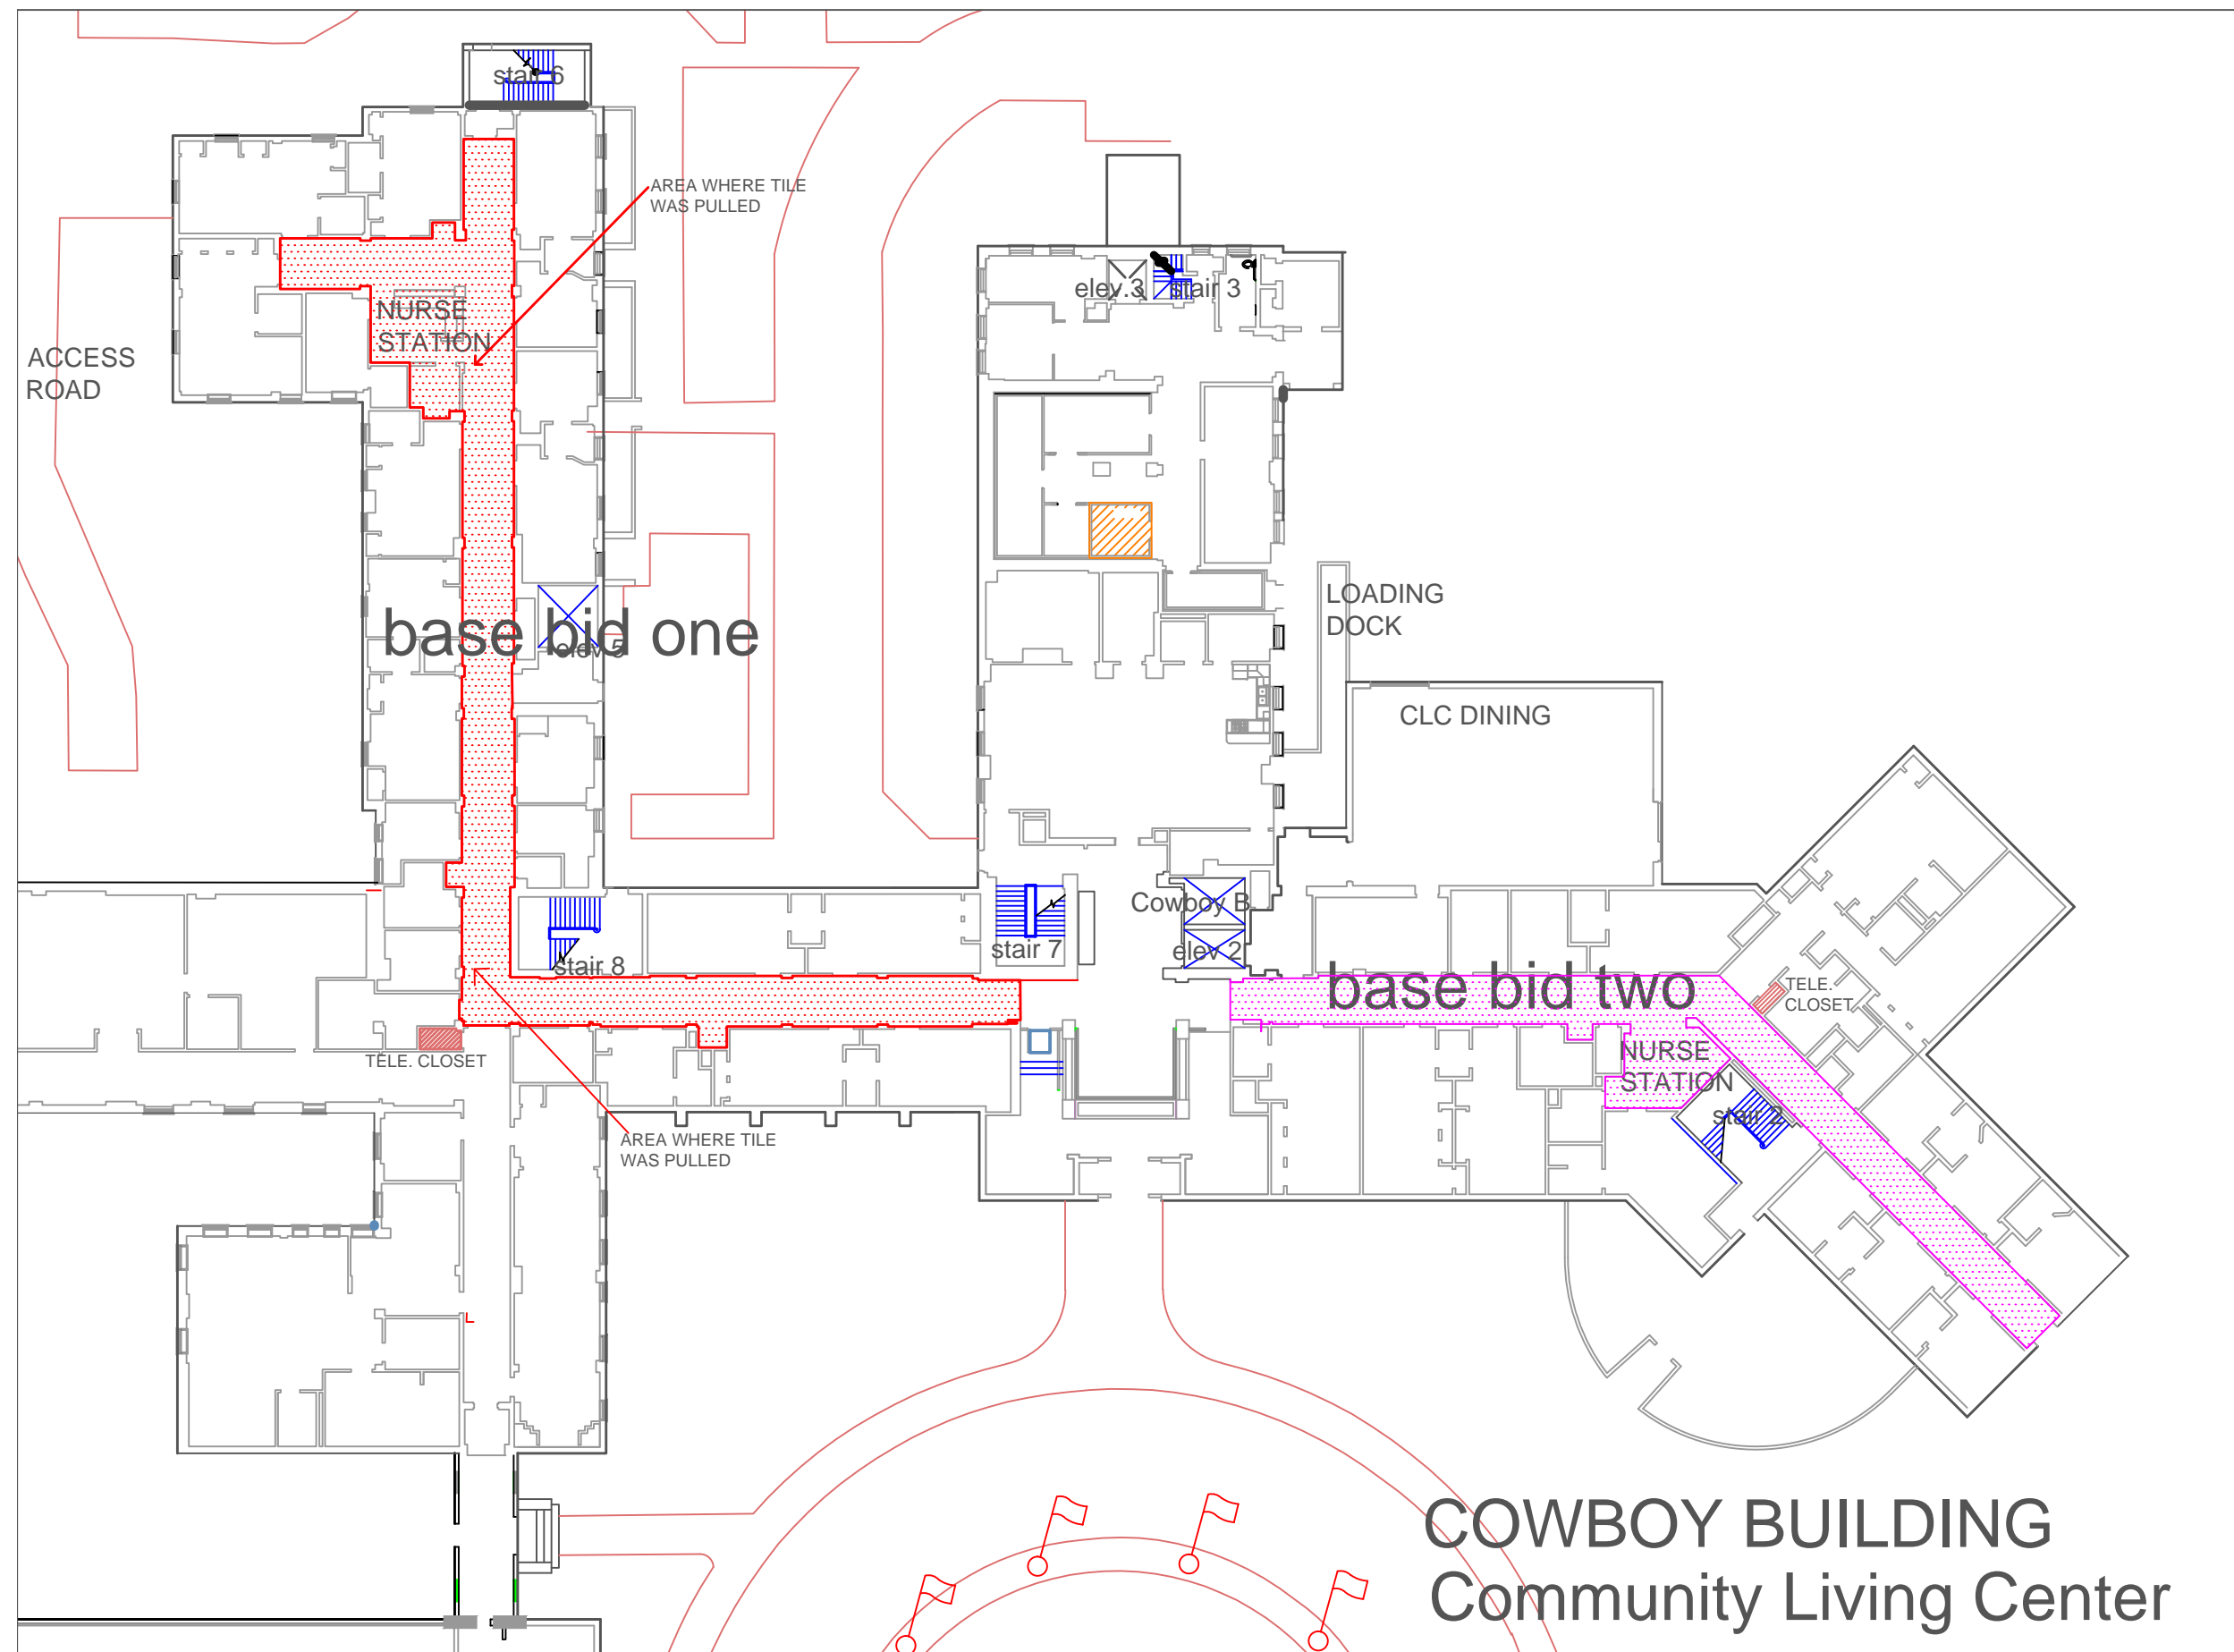 stair 6
AREA WHERE TILE
WAS PULLED
NURSE
STATION
ACCESS
ROAD
elev.3
stair 3
base bid one
elev 5
LOADING
DOCK
CLC DINING
Cowboy B
stair 7
elev 2
stair 8
base bid two
TELE.
CLOSET
TELE. CLOSET
NURSE
STATION
stair 2
AREA WHERE TILE
WAS PULLED
COWBOY BUILDING
Community Living Center